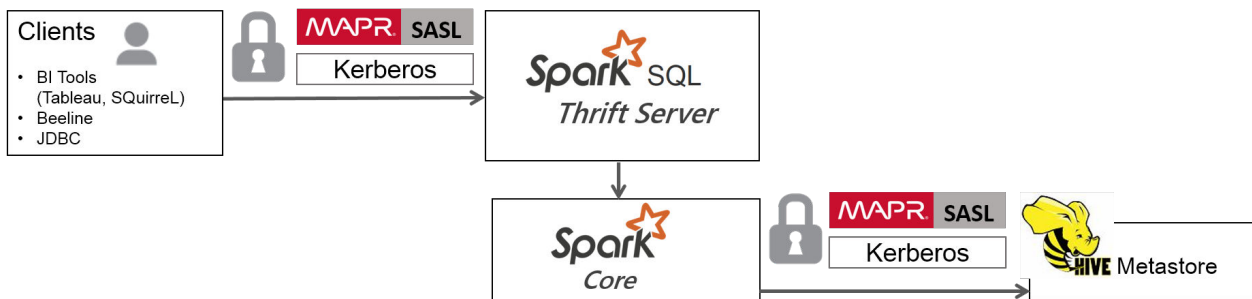 Clients
• BI Tools
(Tableau, SQuirreL)
• Beeline
• JDBC
MAPR® SASL
Kerberos
Spark SQL
Thrift Server
Spark
Core
MAPR® SASL
Kerberos
HIVE Metastore